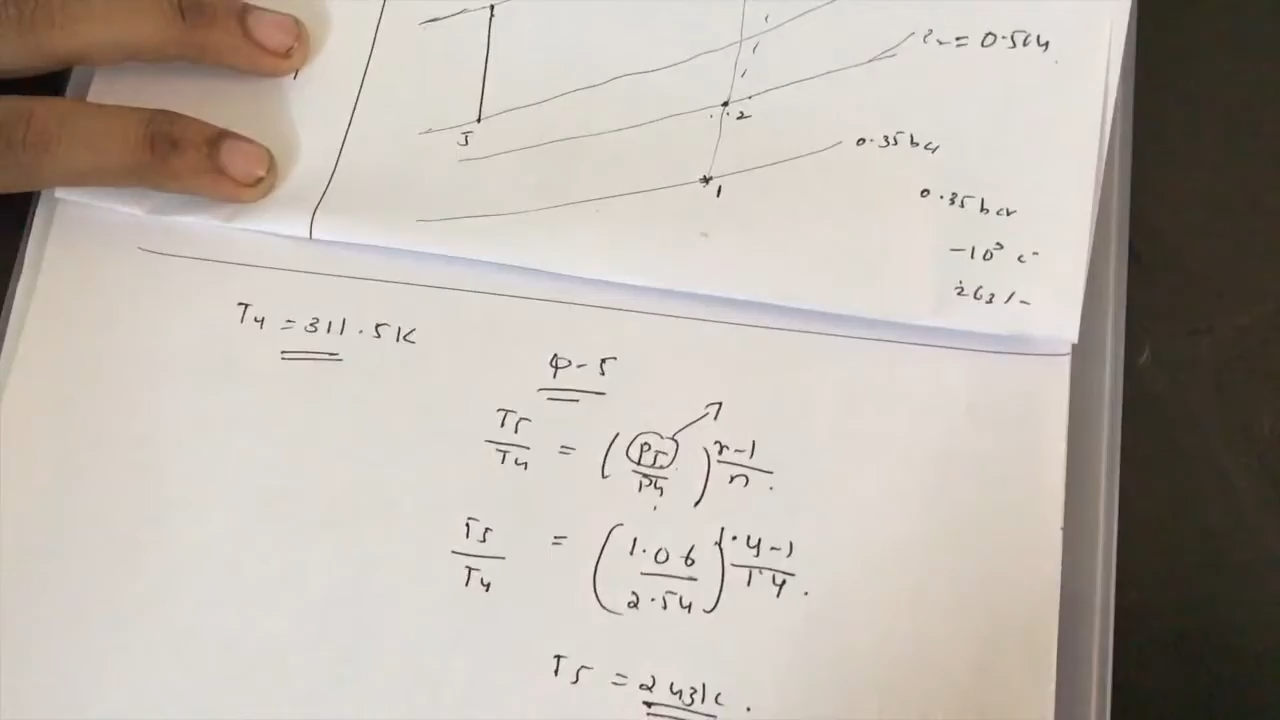 = 0.564
5
2
0.35 bar
1
0.35 bar
-10° c
263 k
T4 = 311.5K
4-5
T5/T4 = (P5/P4)^n-1/n.
T5/T4 = (1.06/2.54)^1.4-1/1.4.
T5 = 243K.